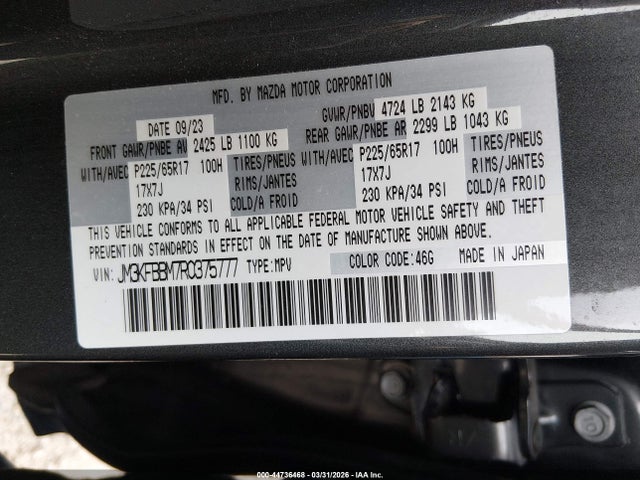 MFD. BY MAZDA MOTOR CORPORATION
DATE 09/23
GVWR/PNBV 4724 LB 2143 KG
FRONT GAWR/PNBE AV 2425 LB 1100 KG
REAR GAWR/PNBE AR 2299 LB 1043 KG
WITH/AVEC P225/65R17 100H TIRES/PNEUS
17X7J RIMS/JANTES
230 KPA/34 PSI COLD/A FROID
WITH/AVEC P225/65R17 100H TIRES/PNEUS
17X7J RIMS/JANTES
230 KPA/34 PSI COLD/A FROID
THIS VEHICLE CONFORMS TO ALL APPLICABLE FEDERAL MOTOR VEHICLE SAFETY AND THEFT
PREVENTION STANDARDS IN EFFECT ON THE DATE OF MANUFACTURE SHOWN ABOVE.
VIN: JM3KFBBM7R0375777 TYPE:MPV
COLOR CODE:46G MADE IN JAPAN
000-44736468 - 03/31/2026 - IAA Inc.